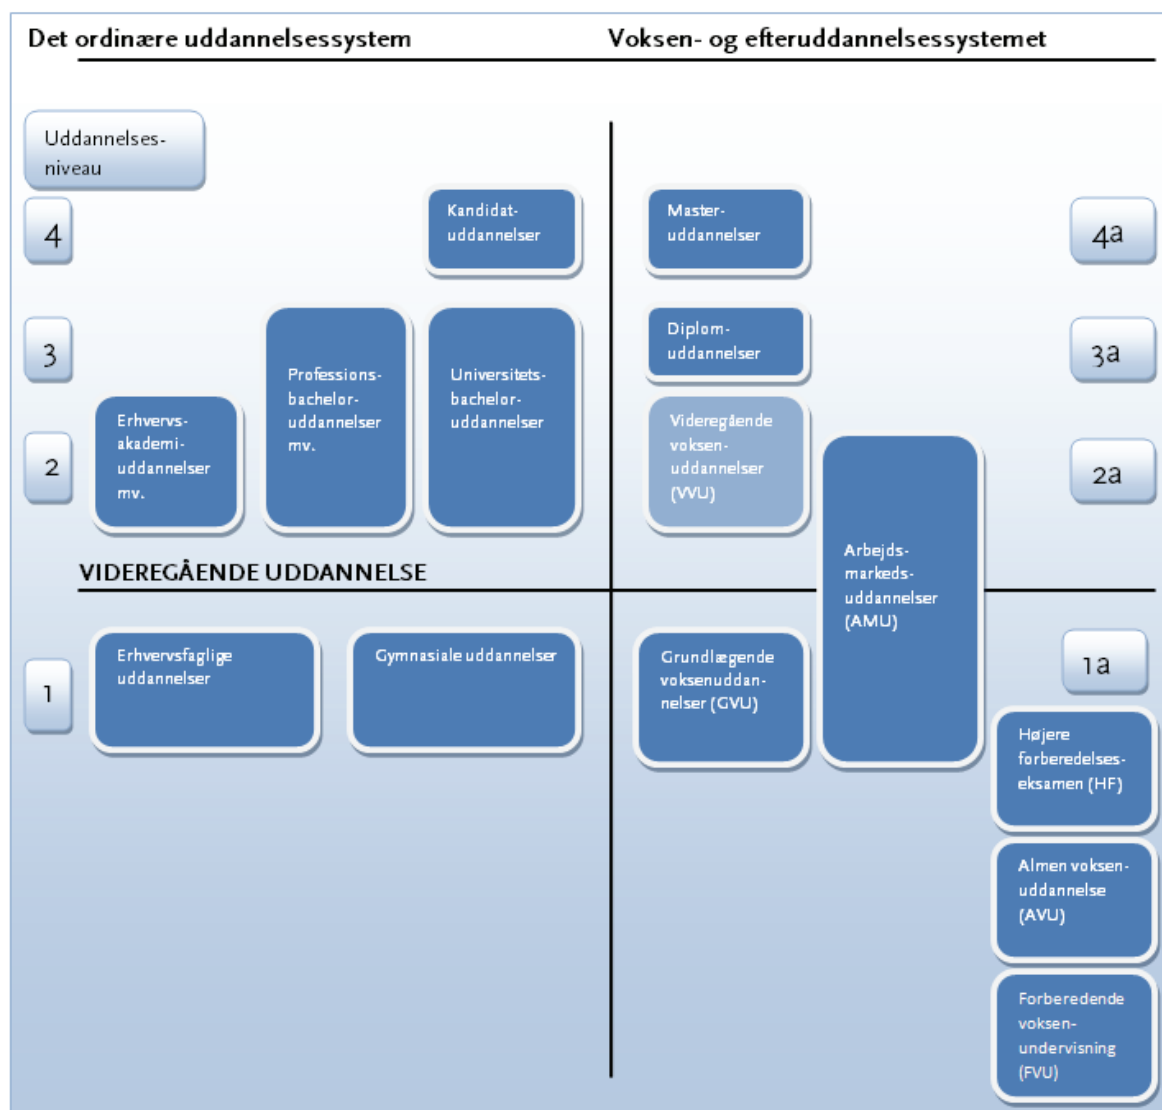 Det ordinære uddannelsessystem
Voksen- og efteruddannelsessystemet
Uddannelses-
niveau
4
Kandidat-
uddannelser
Master-
uddannelser
4a
3
Professions-
bachelor-
uddannelser
mv.
Universitets-
bachelor-
uddannelser
Diplom-
uddannelser
3a
2
Erhvervs-
akademi-
uddannelser
mv.
Videregående
voksen-
uddannelser
(VVU)
2a
Arbejds-
markeds-
uddannelser
(AMU)
VIDEREGÅENDE UDDANNELSE
1
Erhvervsfaglige
uddannelser
Gymnasiale uddannelser
Grundlægende
voksenuddan-
nelser (GVU)
1a
Højere
forberedelses-
eksamen (HF)
Almen voksen-
uddannelse
(AVU)
Forberedende
voksen-
undervisning
(FVU)